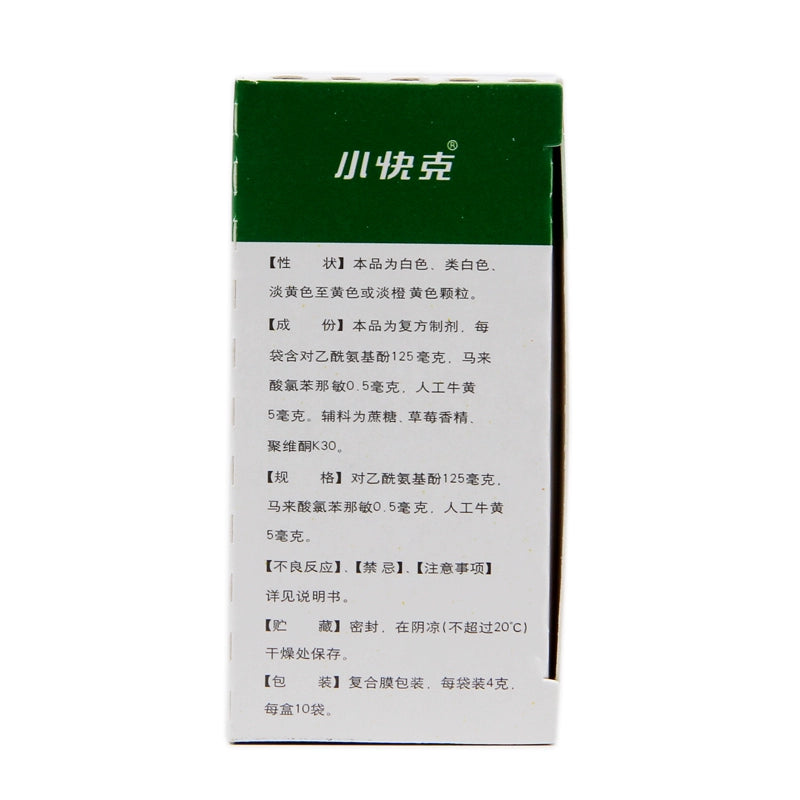 小快克®
【性　状】本品为白色、类白色、
淡黄色至黄色或淡橙黄色颗粒。
【成　份】本品为复方制剂，每
袋含对乙酰氨基酚125毫克，马来
酸氯苯那敏0.5毫克，人工牛黄
5毫克。辅料为蔗糖、草莓香精、
聚维酮K30。
【规　格】对乙酰氨基酚125毫克，
马来酸氯苯那敏0.5毫克，人工牛黄
5毫克。
【不良反应】、【禁忌】、【注意事项】
详见说明书。
【贮　藏】密封，在阴凉(不超过20℃)
干燥处保存。
【包　装】复合膜包装，每袋装4克，
每盒10袋。